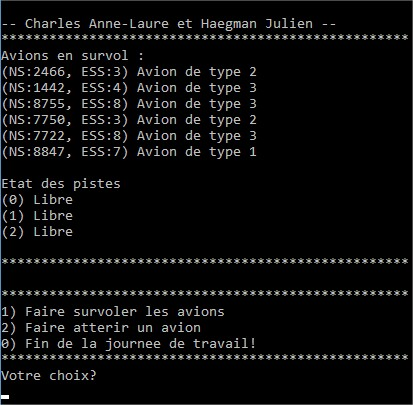 -- Charles Anne-Laure et Haegman Julien --
**************************************************
Avions en survol :
(NS:2466, ESS:3) Avion de type 2
(NS:1442, ESS:4) Avion de type 3
(NS:8755, ESS:8) Avion de type 3
(NS:7750, ESS:3) Avion de type 2
(NS:7722, ESS:8) Avion de type 3
(NS:8847, ESS:7) Avion de type 1
Etat des pistes
(0) Libre
(1) Libre
(2) Libre
**************************************************
**************************************************
1) Faire survoler les avions
2) Faire atterir un avion
0) Fin de la journee de travail!
**************************************************
Votre choix?